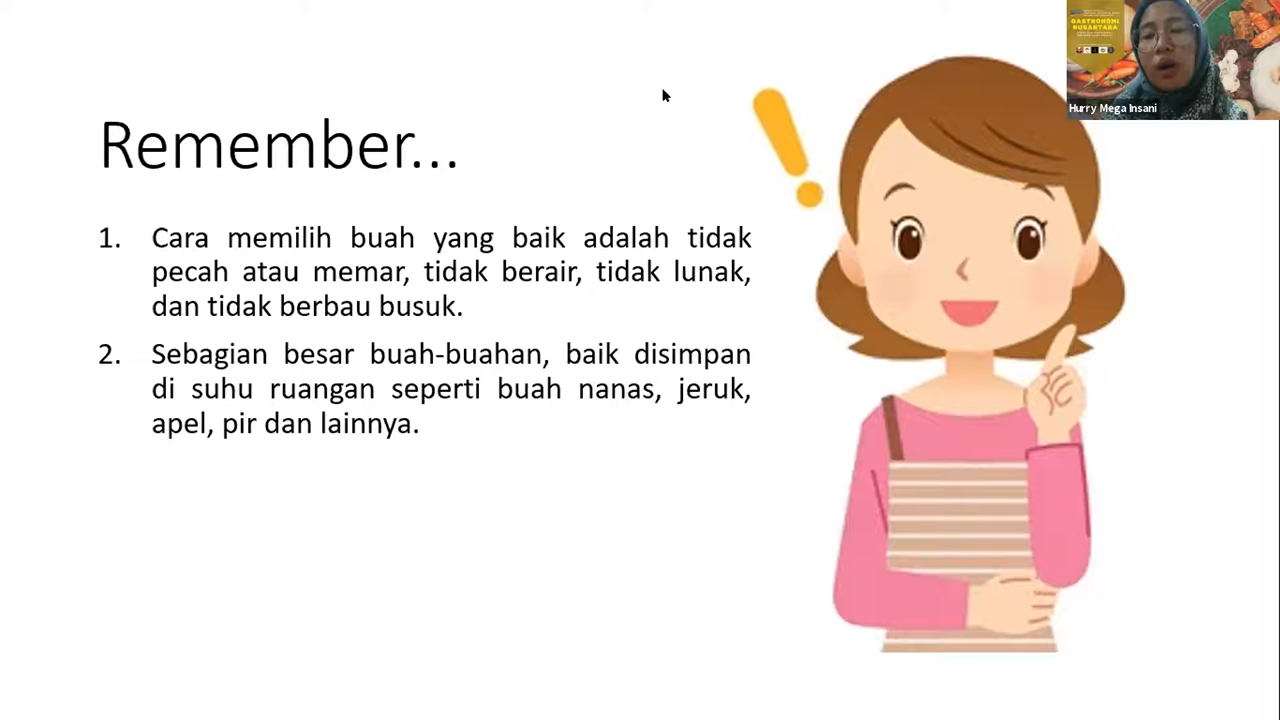 GASTRONOMI
NUSANTARA
Hurry Mega Insani
Remember...
1. Cara memilih buah yang baik adalah tidak
pecah atau memar, tidak berair, tidak lunak,
dan tidak berbau busuk.
2. Sebagian besar buah-buahan, baik disimpan
di suhu ruangan seperti buah nanas, jeruk,
apel, pir dan lainnya.